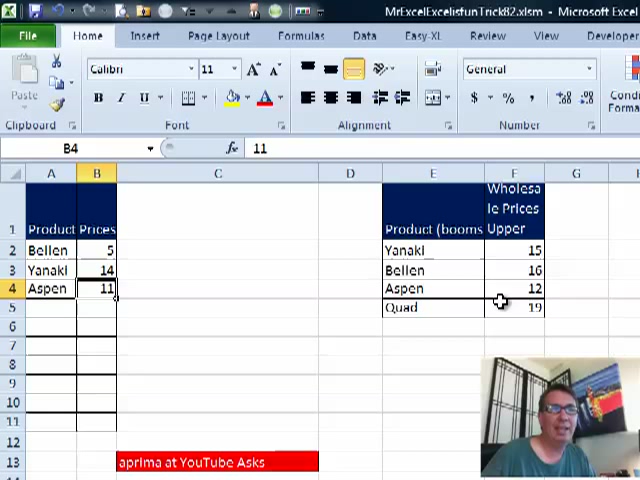 MrExcelExcelisfunTrick82.xlsm - Microsoft Excel
File Home Insert Page Layout Formulas Easy-XL Review View Developer
Paste
Calibri 11 A A
B I U A
General
$ % ,
Clipboard Font Alignment Number
B4 fx 11
A B C D E F G
1 Product Prices Product (booms Wholesa
le Prices
Upper
2 Bellen 5 Yanaki 15
3 Yanaki 14 Bellen 16
4 Aspen 11 Aspen 12
5 Quad 19
6
7
8
9
10
11
12
13 aprima at YouTube Asks